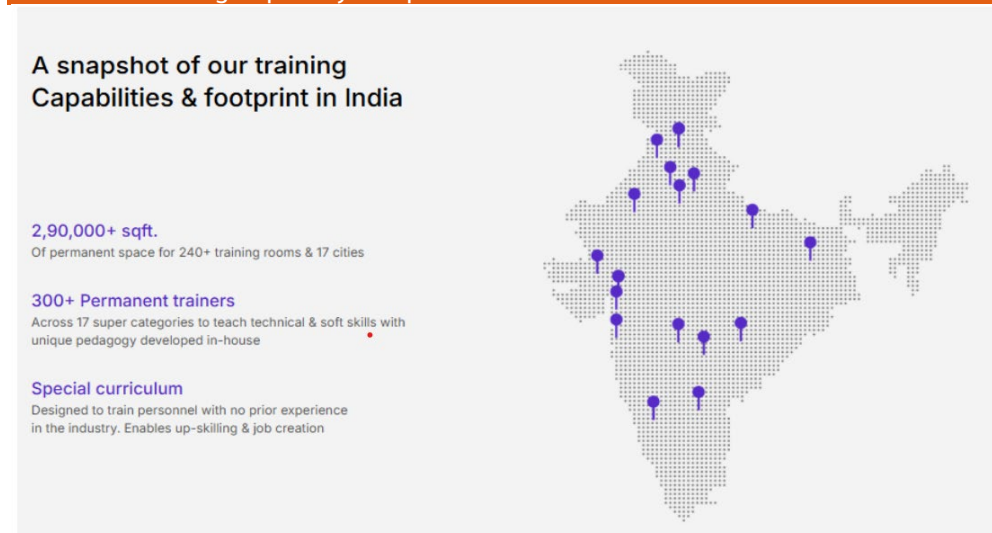 A snapshot of our training
Capabilities & footprint in India
2,90,000+ sqft.
Of permanent space for 240+ training rooms & 17 cities
300+ Permanent trainers
Across 17 super categories to teach technical & soft skills with
unique pedagogy developed in-house
Special curriculum
Designed to train personnel with no prior experience
in the industry. Enables up-skilling & job creation